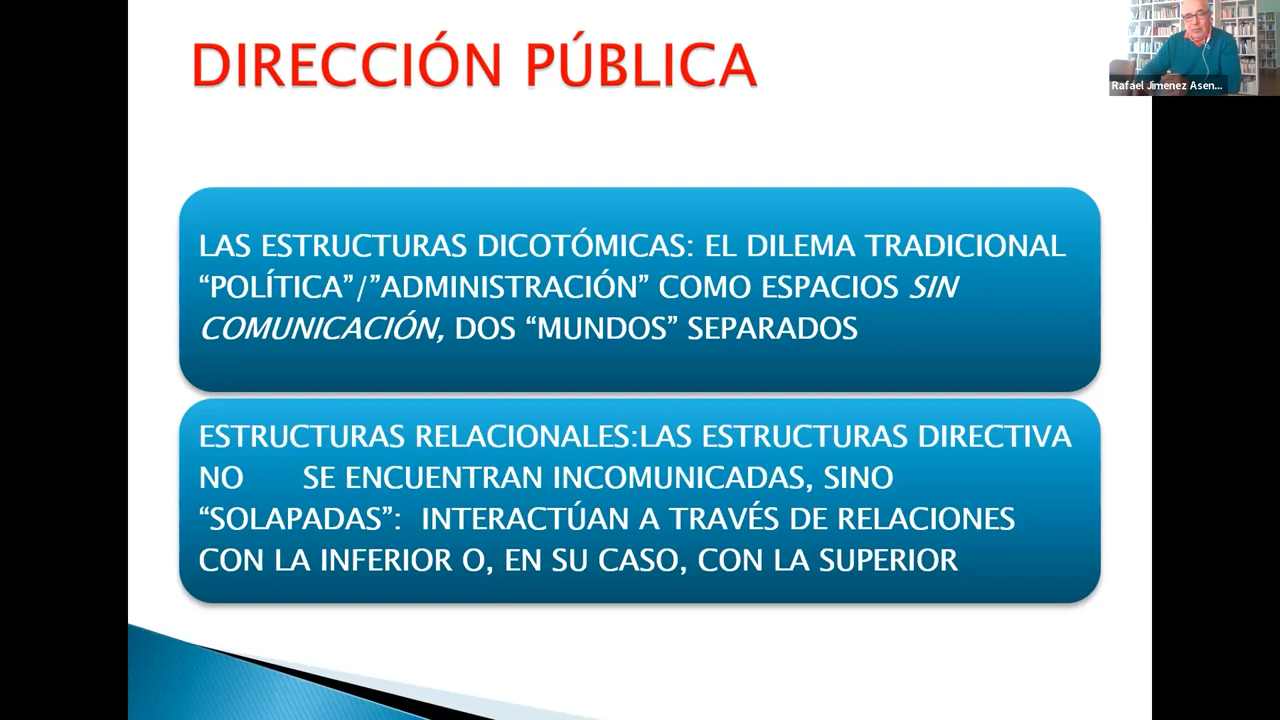 DIRECCIÓN PÚBLICA
Rafael Jimenez Asen...
LAS ESTRUCTURAS DICOTÓMICAS: EL DILEMA TRADICIONAL
“POLÍTICA”/”ADMINISTRACIÓN” COMO ESPACIOS SIN
COMUNICACIÓN, DOS “MUNDOS” SEPARADOS
ESTRUCTURAS RELACIONALES:LAS ESTRUCTURAS DIRECTIVA
NO SE ENCUENTRAN INCOMUNICADAS, SINO
“SOLAPADAS”: INTERACTÚAN A TRAVÉS DE RELACIONES
CON LA INFERIOR O, EN SU CASO, CON LA SUPERIOR